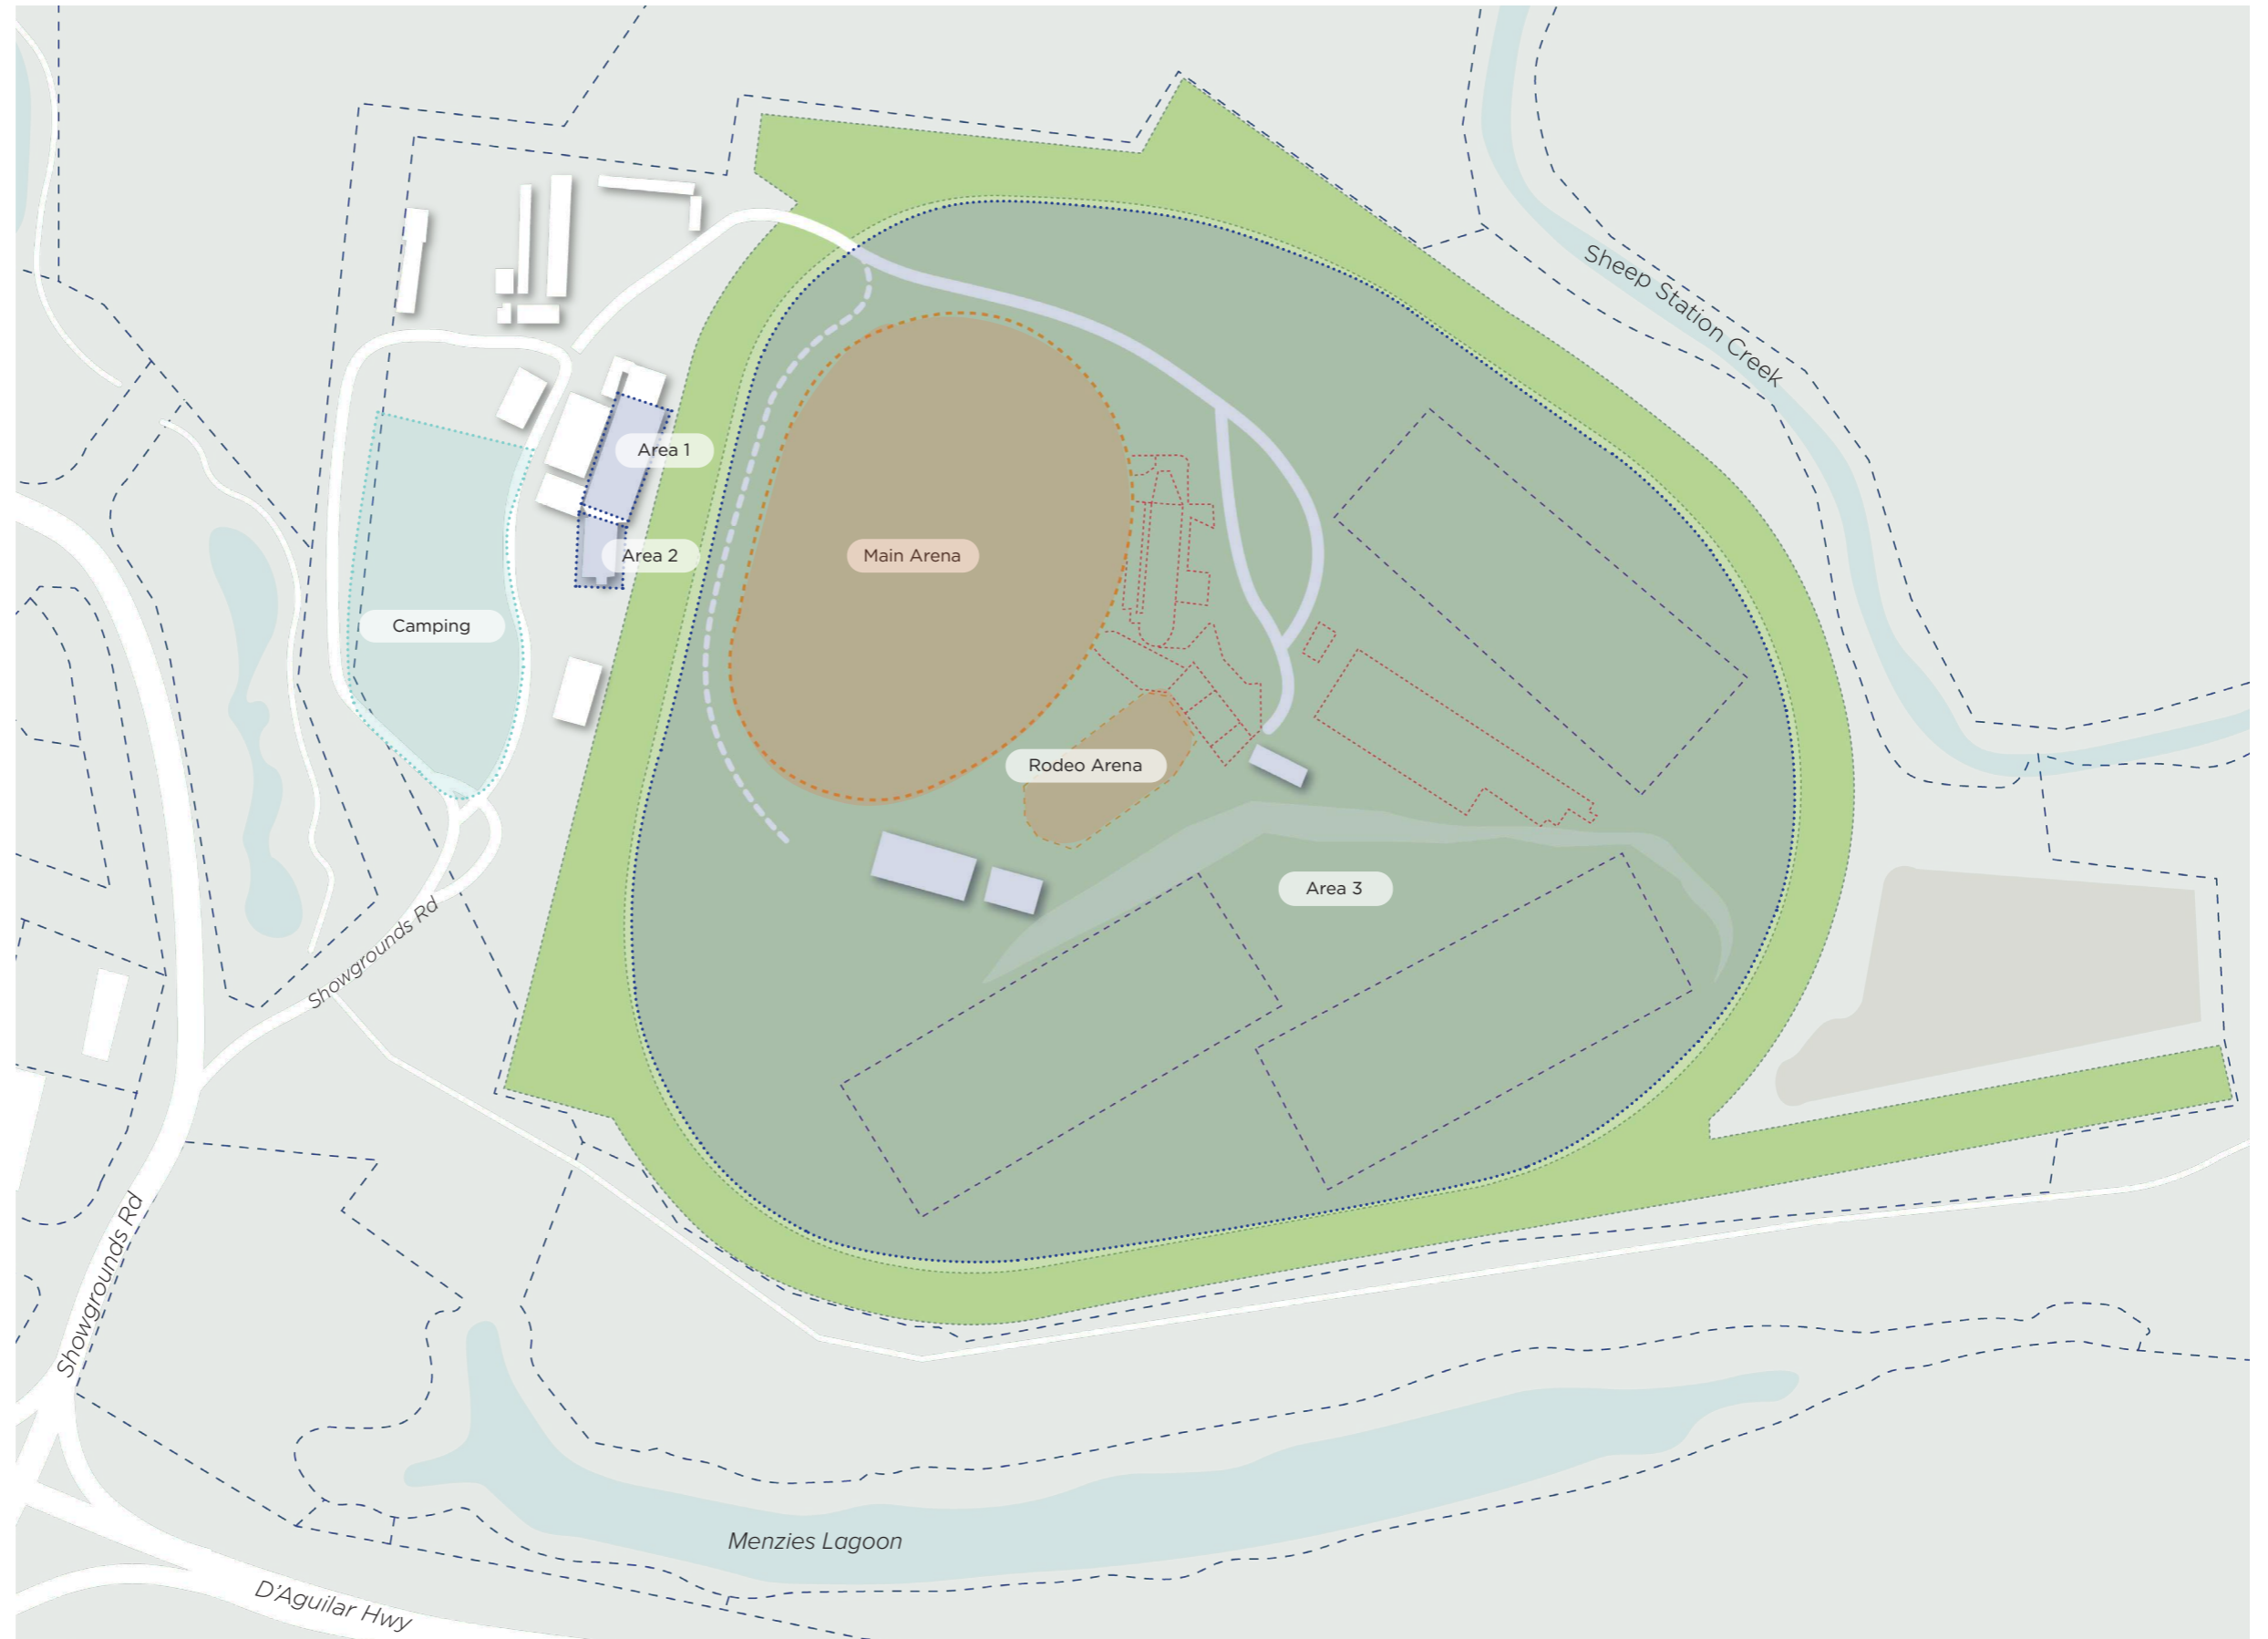 Sheep Station Creek
Area 1
Area 2
Main Arena
Camping
Rodeo Arena
Area 3
Showgrounds Rd
Showgrounds Rd
Menzies Lagoon
D'Aguilar Hwy